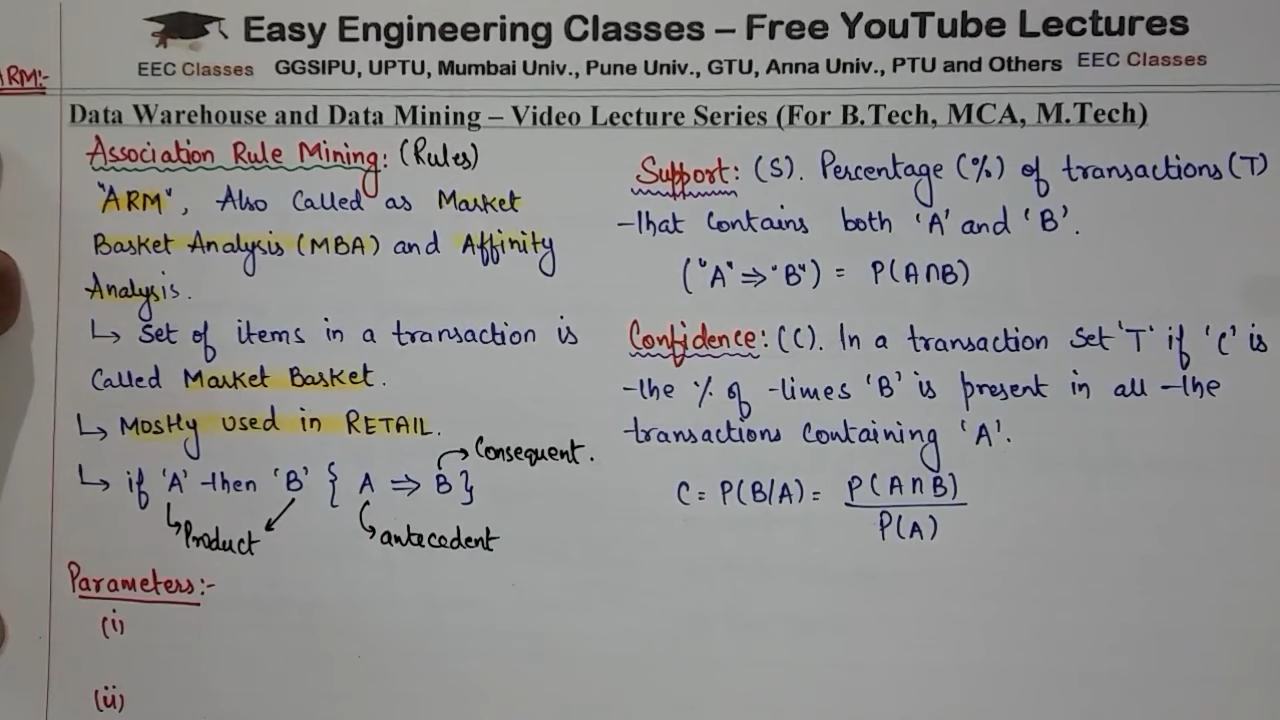 Easy Engineering Classes – Free YouTube Lectures
EEC Classes GGSIPU, UPTU, Mumbai Univ., Pune Univ., GTU, Anna Univ., PTU and Others EEC Classes
ARM:-
Data Warehouse and Data Mining – Video Lecture Series (For B.Tech, MCA, M.Tech)
Association Rule Mining: (Rules)
"ARM", Also Called as Market
Basket Analysis (MBA) and Affinity
Analysis.
↳ Set of items in a transaction is
Called Market Basket.
↳ Mostly used in RETAIL.
↳ if 'A' then 'B' { A ⇒ B }
Consequent.
Product
antecedent
Parameters:-
(i)
(ii)
Support: (S). Percentage (%) of transactions (T)
that contains both 'A' and 'B'.
("A" ⇒ "B") = P(A∩B)
Confidence: (C). In a transaction Set 'T' if 'C' is
the % of times 'B' is present in all the
transactions containing 'A'.
C = P(B/A) = P(A∩B)
P(A)